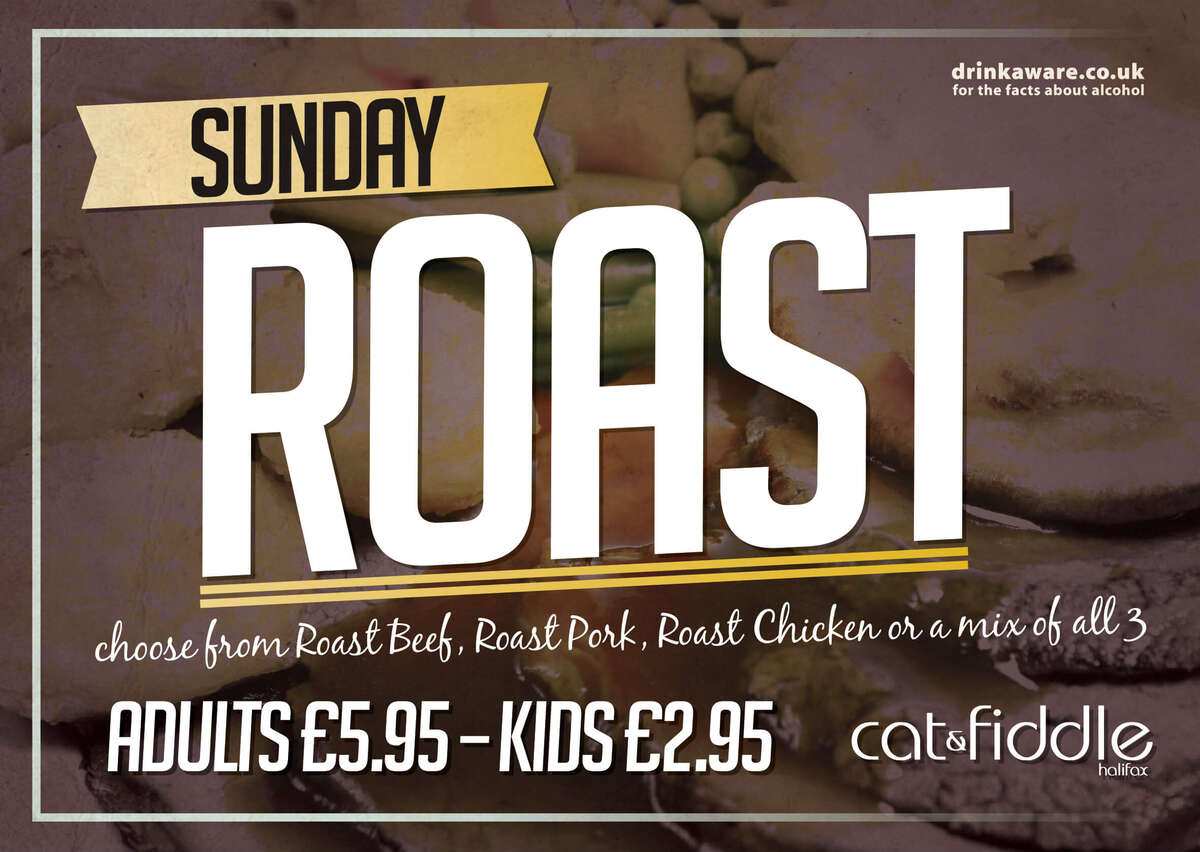 drinkaware.co.uk
for the facts about alcohol
SUNDAY
ROAST
choose from Roast Beef, Roast Pork, Roast Chicken or a mix of all 3
ADULTS £5.95 – KIDS £2.95
cat & fiddle
halifax